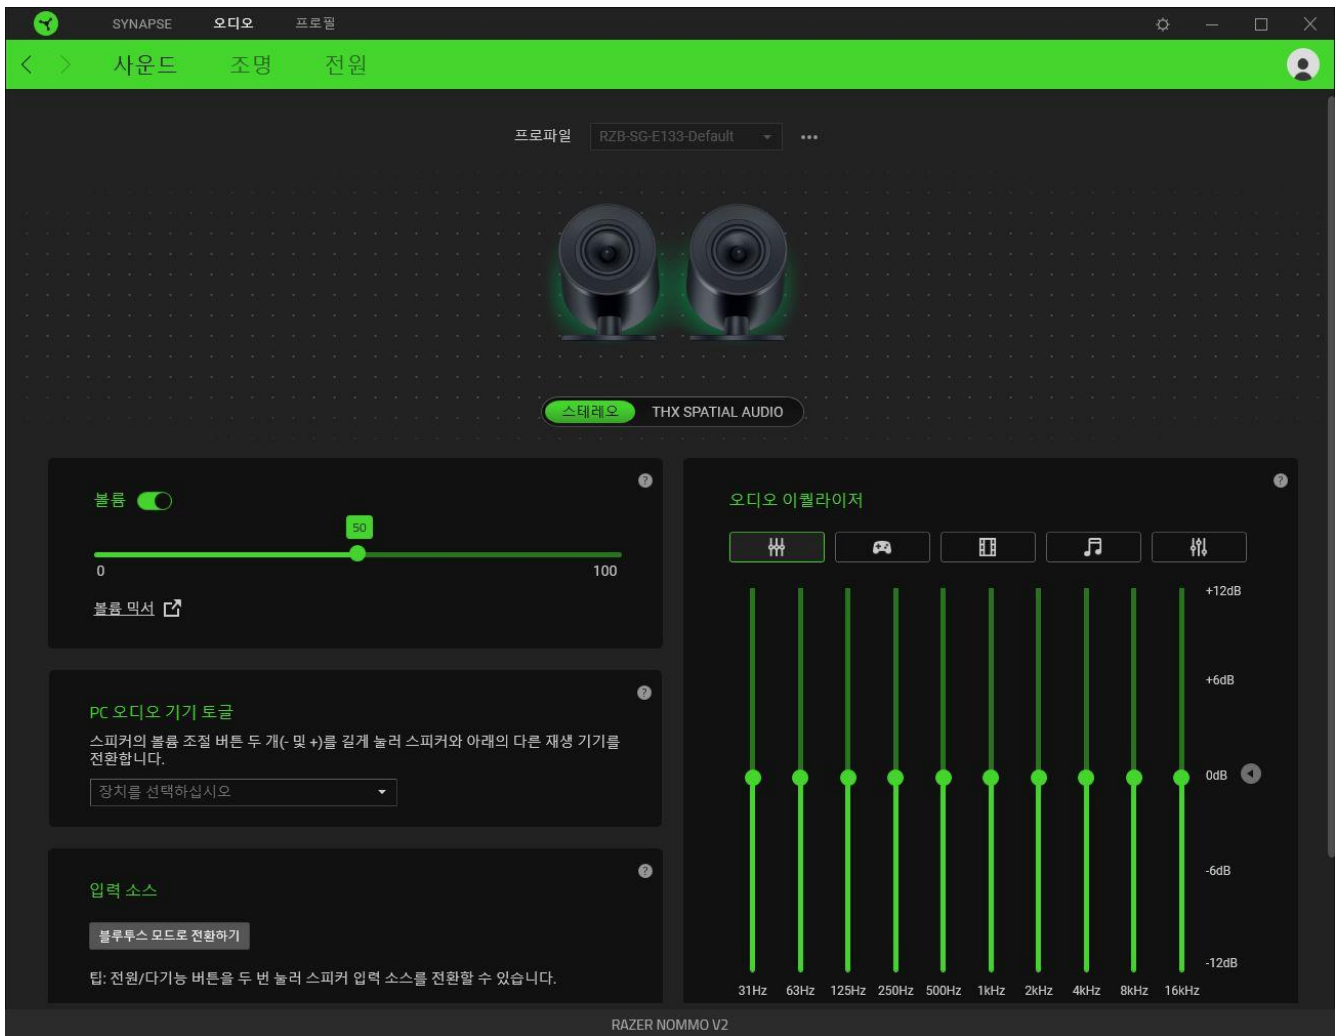 SYNAPSE 오디오 프로필
사운드 조명 전원
프로파일 RZB-SG-E133-Default
스테레오 THX SPATIAL AUDIO
볼륨
50
0 100
볼륨 믹서
PC 오디오 기기 토글
스피커의 볼륨 조절 버튼 두 개(- 및 +)를 길게 눌러 스피커와 아래의 다른 재생 기기를
전환합니다.
장치를 선택하십시오
입력 소스
블루투스 모드로 전환하기
팁: 전원/다기능 버튼을 두 번 눌러 스피커 입력 소스를 전환할 수 있습니다.
오디오 이퀄라이저
+12dB
+6dB
0dB
-6dB
-12dB
31Hz 63Hz 125Hz 250Hz 500Hz 1kHz 2kHz 4kHz 8kHz 16kHz
RAZER NOMMO V2